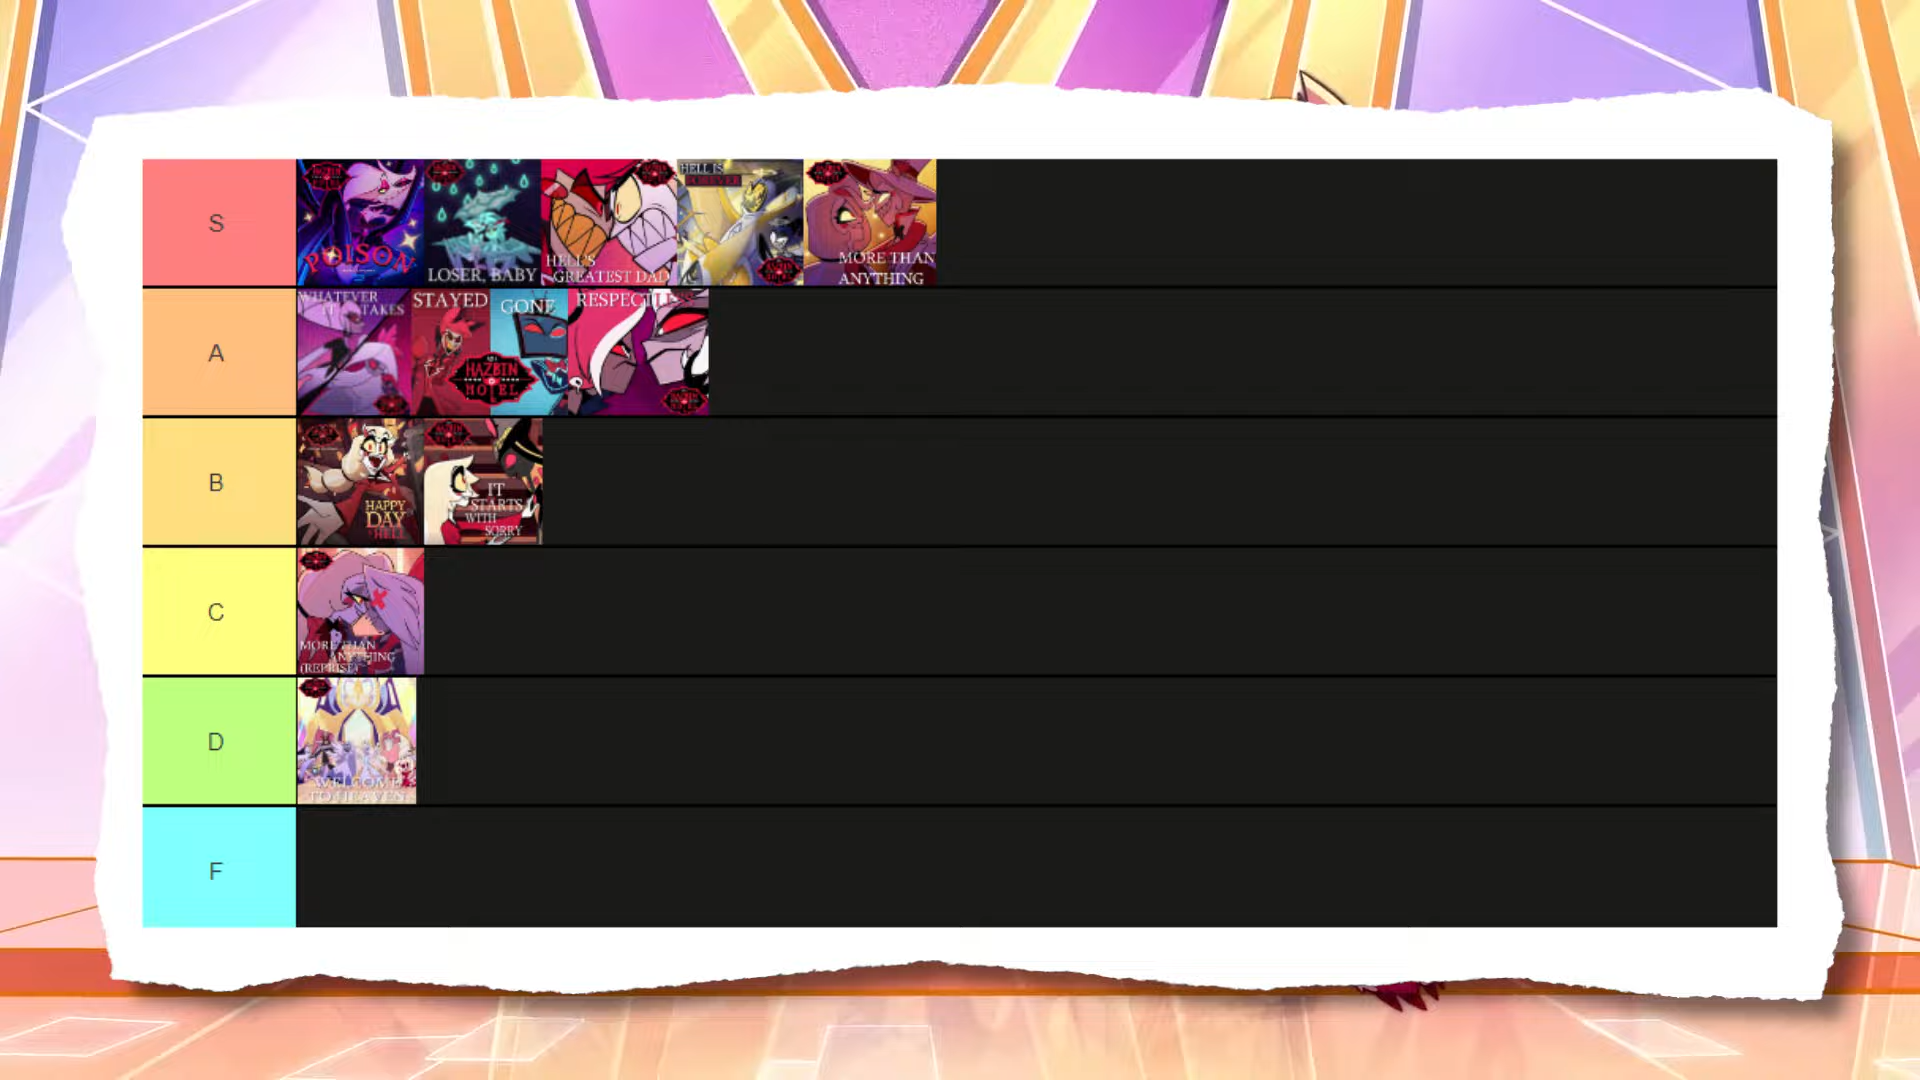 S
POISON
LOSER, BABY
HELL'S
GREATEST DAD
HELL IS
FOREVER
MORE THAN
ANYTHING
A
WHATEVER
IT TAKES
STAYED
GONE
HAZBIN
HOTEL
RESPECTLESS
B
HAPPY
DAY
IN HELL
IT
STARTS
WITH
SORRY
C
MORE THAN
ANYTHING
(REPRISE)
D
WELCOME
TO HEAVEN
F